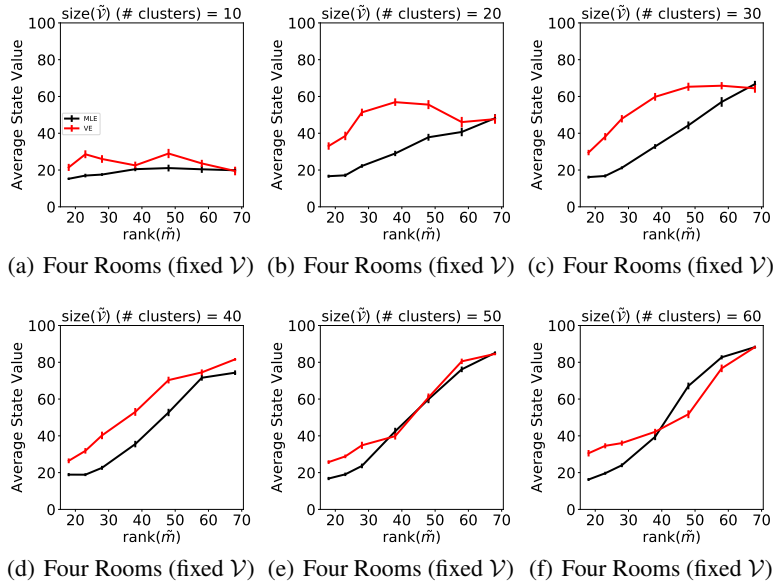 size(Ṽ) (# clusters) = 10 size(Ṽ) (# clusters) = 20 size(Ṽ) (# clusters) = 30
100 100 100
80 80 80
60 60 60
40 40 40
20 20 20
0 0 0
Average State Value Average State Value Average State Value
MLE
VE
20 30 40 50 60 70 20 30 40 50 60 70 20 30 40 50 60 70
rank(m̃) rank(m̃) rank(m̃)
(a) Four Rooms (fixed 𝒱) (b) Four Rooms (fixed 𝒱) (c) Four Rooms (fixed 𝒱)
size(Ṽ) (# clusters) = 40 size(Ṽ) (# clusters) = 50 size(Ṽ) (# clusters) = 60
100 100 100
80 80 80
60 60 60
40 40 40
20 20 20
0 0 0
Average State Value Average State Value Average State Value
20 30 40 50 60 70 20 30 40 50 60 70 20 30 40 50 60 70
rank(m̃) rank(m̃) rank(m̃)
(d) Four Rooms (fixed 𝒱) (e) Four Rooms (fixed 𝒱) (f) Four Rooms (fixed 𝒱)